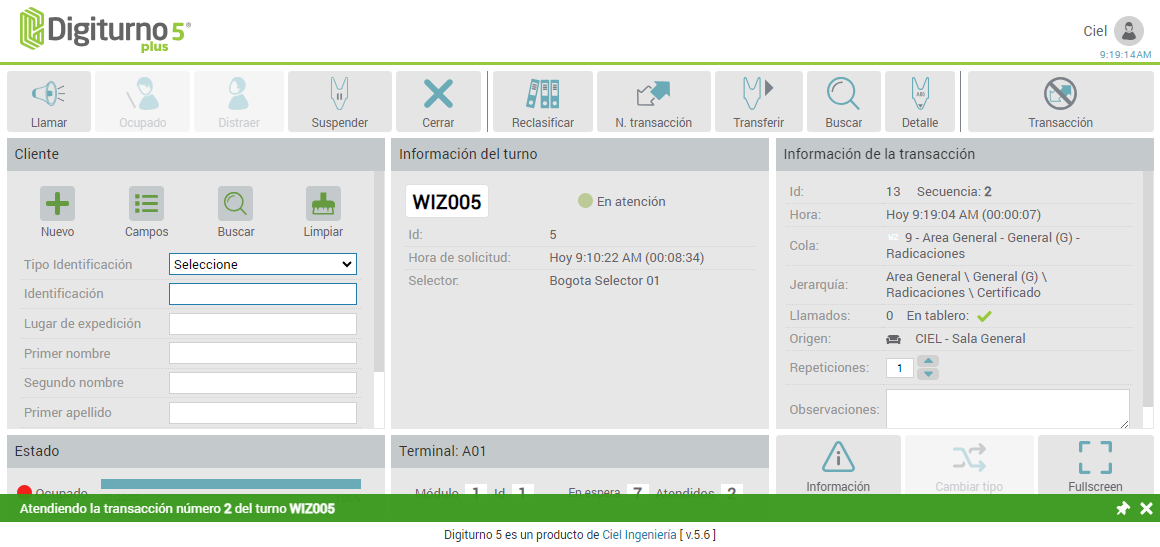 Digiturno 5®
plus
Ciel
9:19:14AM
Llamar
Ocupado
Distraer
Suspender
Cerrar
Reclasificar
N. transacción
Transferir
Buscar
Detalle
Transacción
Cliente
Nuevo
Campos
Buscar
Limpiar
Tipo Identificación Seleccione
Identificación
Lugar de expedición
Primer nombre
Segundo nombre
Primer apellido
Información del turno
WIZ005 En atención
Id: 5
Hora de solicitud: Hoy 9:10:22 AM (00:08:34)
Selector: Bogota Selector 01
Información de la transacción
Id: 13 Secuencia: 2
Hora: Hoy 9:19:04 AM (00:00:07)
Cola: 9 - Area General - General (G) -
Radicaciones
Jerarquía: Area General \ General (G) \
Radicaciones \ Certificado
Llamados: 0 En tablero:
Origen: CIEL - Sala General
Repeticiones: 1
Observaciones:
Estado
Ocupado
Terminal: A01
Módulo 1 Id 1 En espera 7 Atendidos 2
Información
Cambiar tipo
Fullscreen
Atendiendo la transacción número 2 del turno WIZ005
Digiturno 5 es un producto de Ciel Ingeniería [ v.5.6 ]